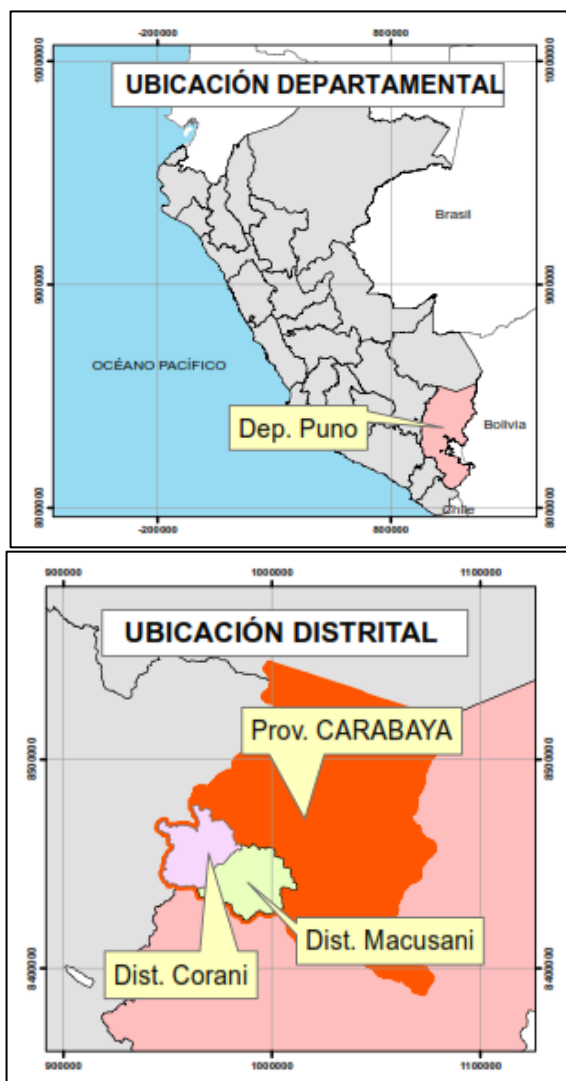 -200000
800000
10000000
10000000
UBICACIÓN DEPARTAMENTAL
Brasil
9000000
9000000
OCÉANO PACÍFICO
Dep. Puno
Bolivia
8000000
8000000
Chile
-200000
800000
900000
1000000
1100000
UBICACIÓN DISTRITAL
Prov. CARABAYA
8500000
8500000
Dist. Macusani
Dist. Corani
8400000
8400000
900000
1000000
1100000